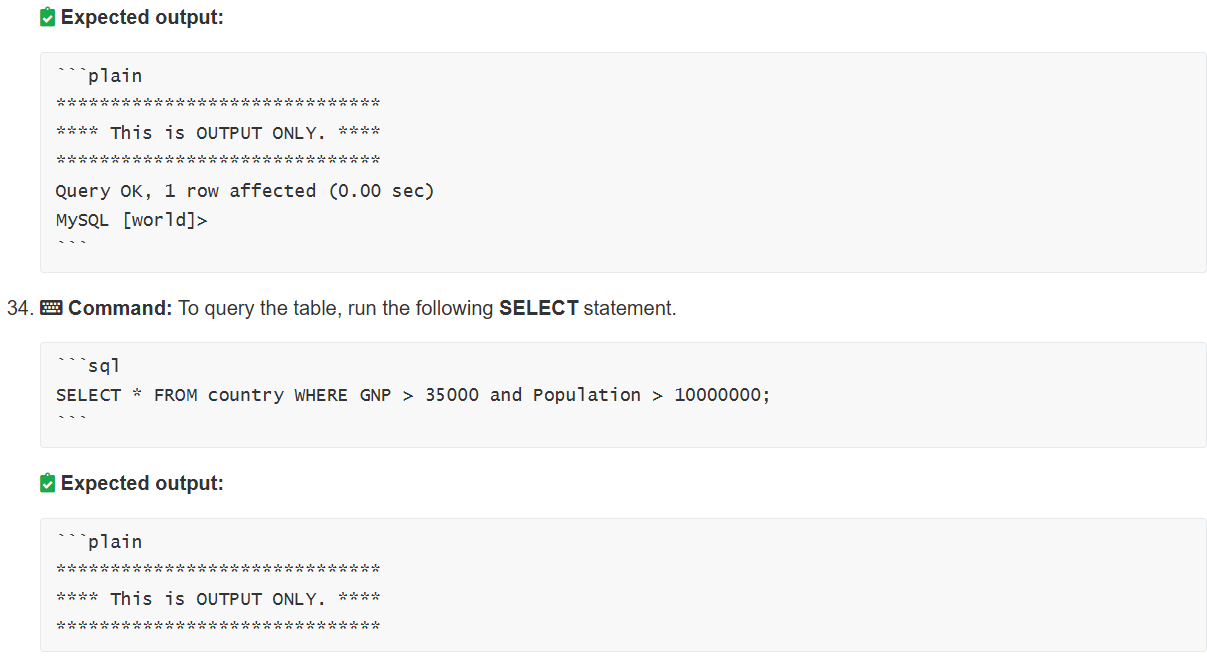 Expected output:
```plain
******************************
**** This is OUTPUT ONLY. ****
******************************
Query OK, 1 row affected (0.00 sec)
MySQL [world]>
```
34. Command: To query the table, run the following SELECT statement.
```sql
SELECT * FROM country WHERE GNP > 35000 and Population > 10000000;
```
Expected output:
```plain
******************************
**** This is OUTPUT ONLY. ****
******************************